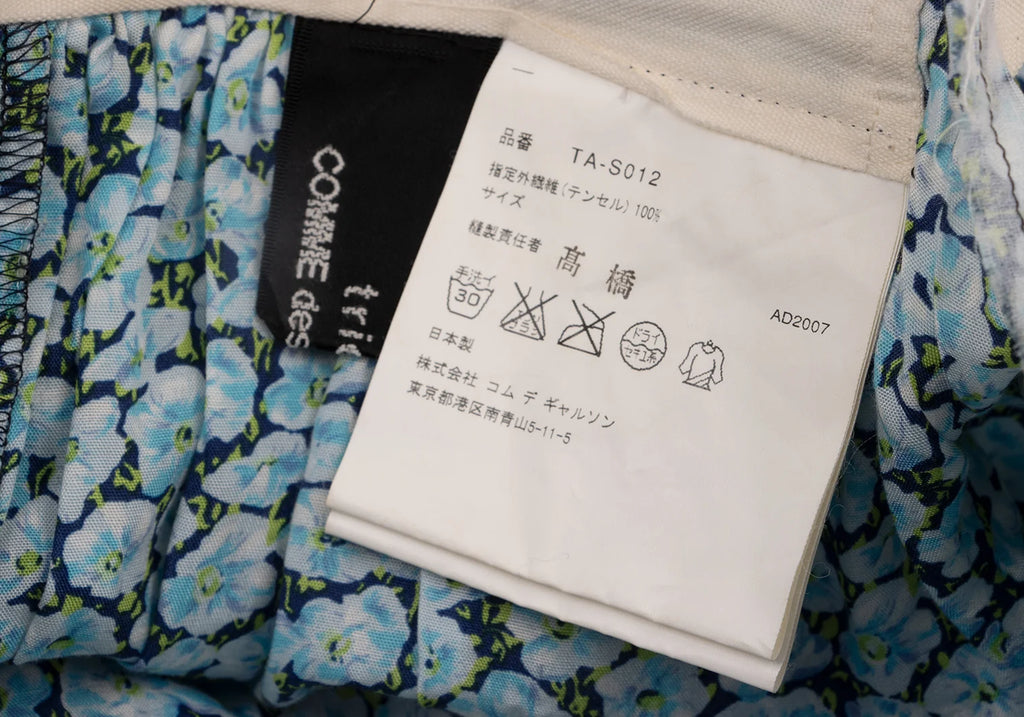 COMME des
tri
品番 TA-S012
指定外繊維(テンセル) 100%
サイズ
縫製責任者 髙橋
手洗イ
30
ドライ
AD2007
日本製
株式会社 コム デ ギャルソン
東京都港区南青山5-11-5